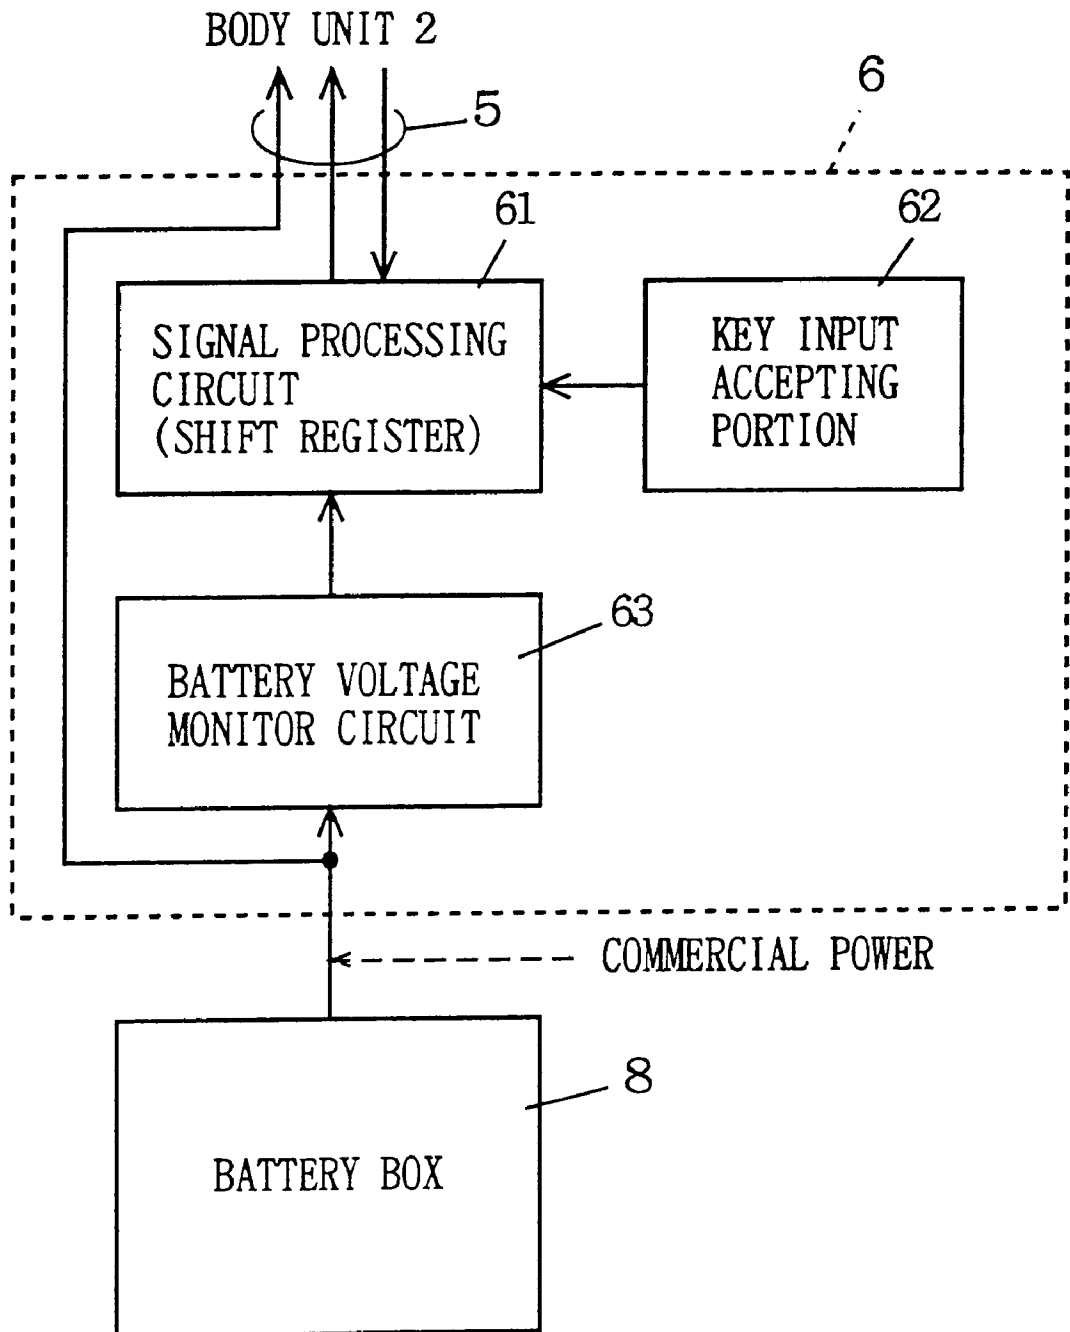 BODY UNIT 2
5
6
61
62
SIGNAL PROCESSING
CIRCUIT
(SHIFT REGISTER)
KEY INPUT
ACCEPTING
PORTION
63
BATTERY VOLTAGE
MONITOR CIRCUIT
COMMERCIAL POWER
8
BATTERY BOX